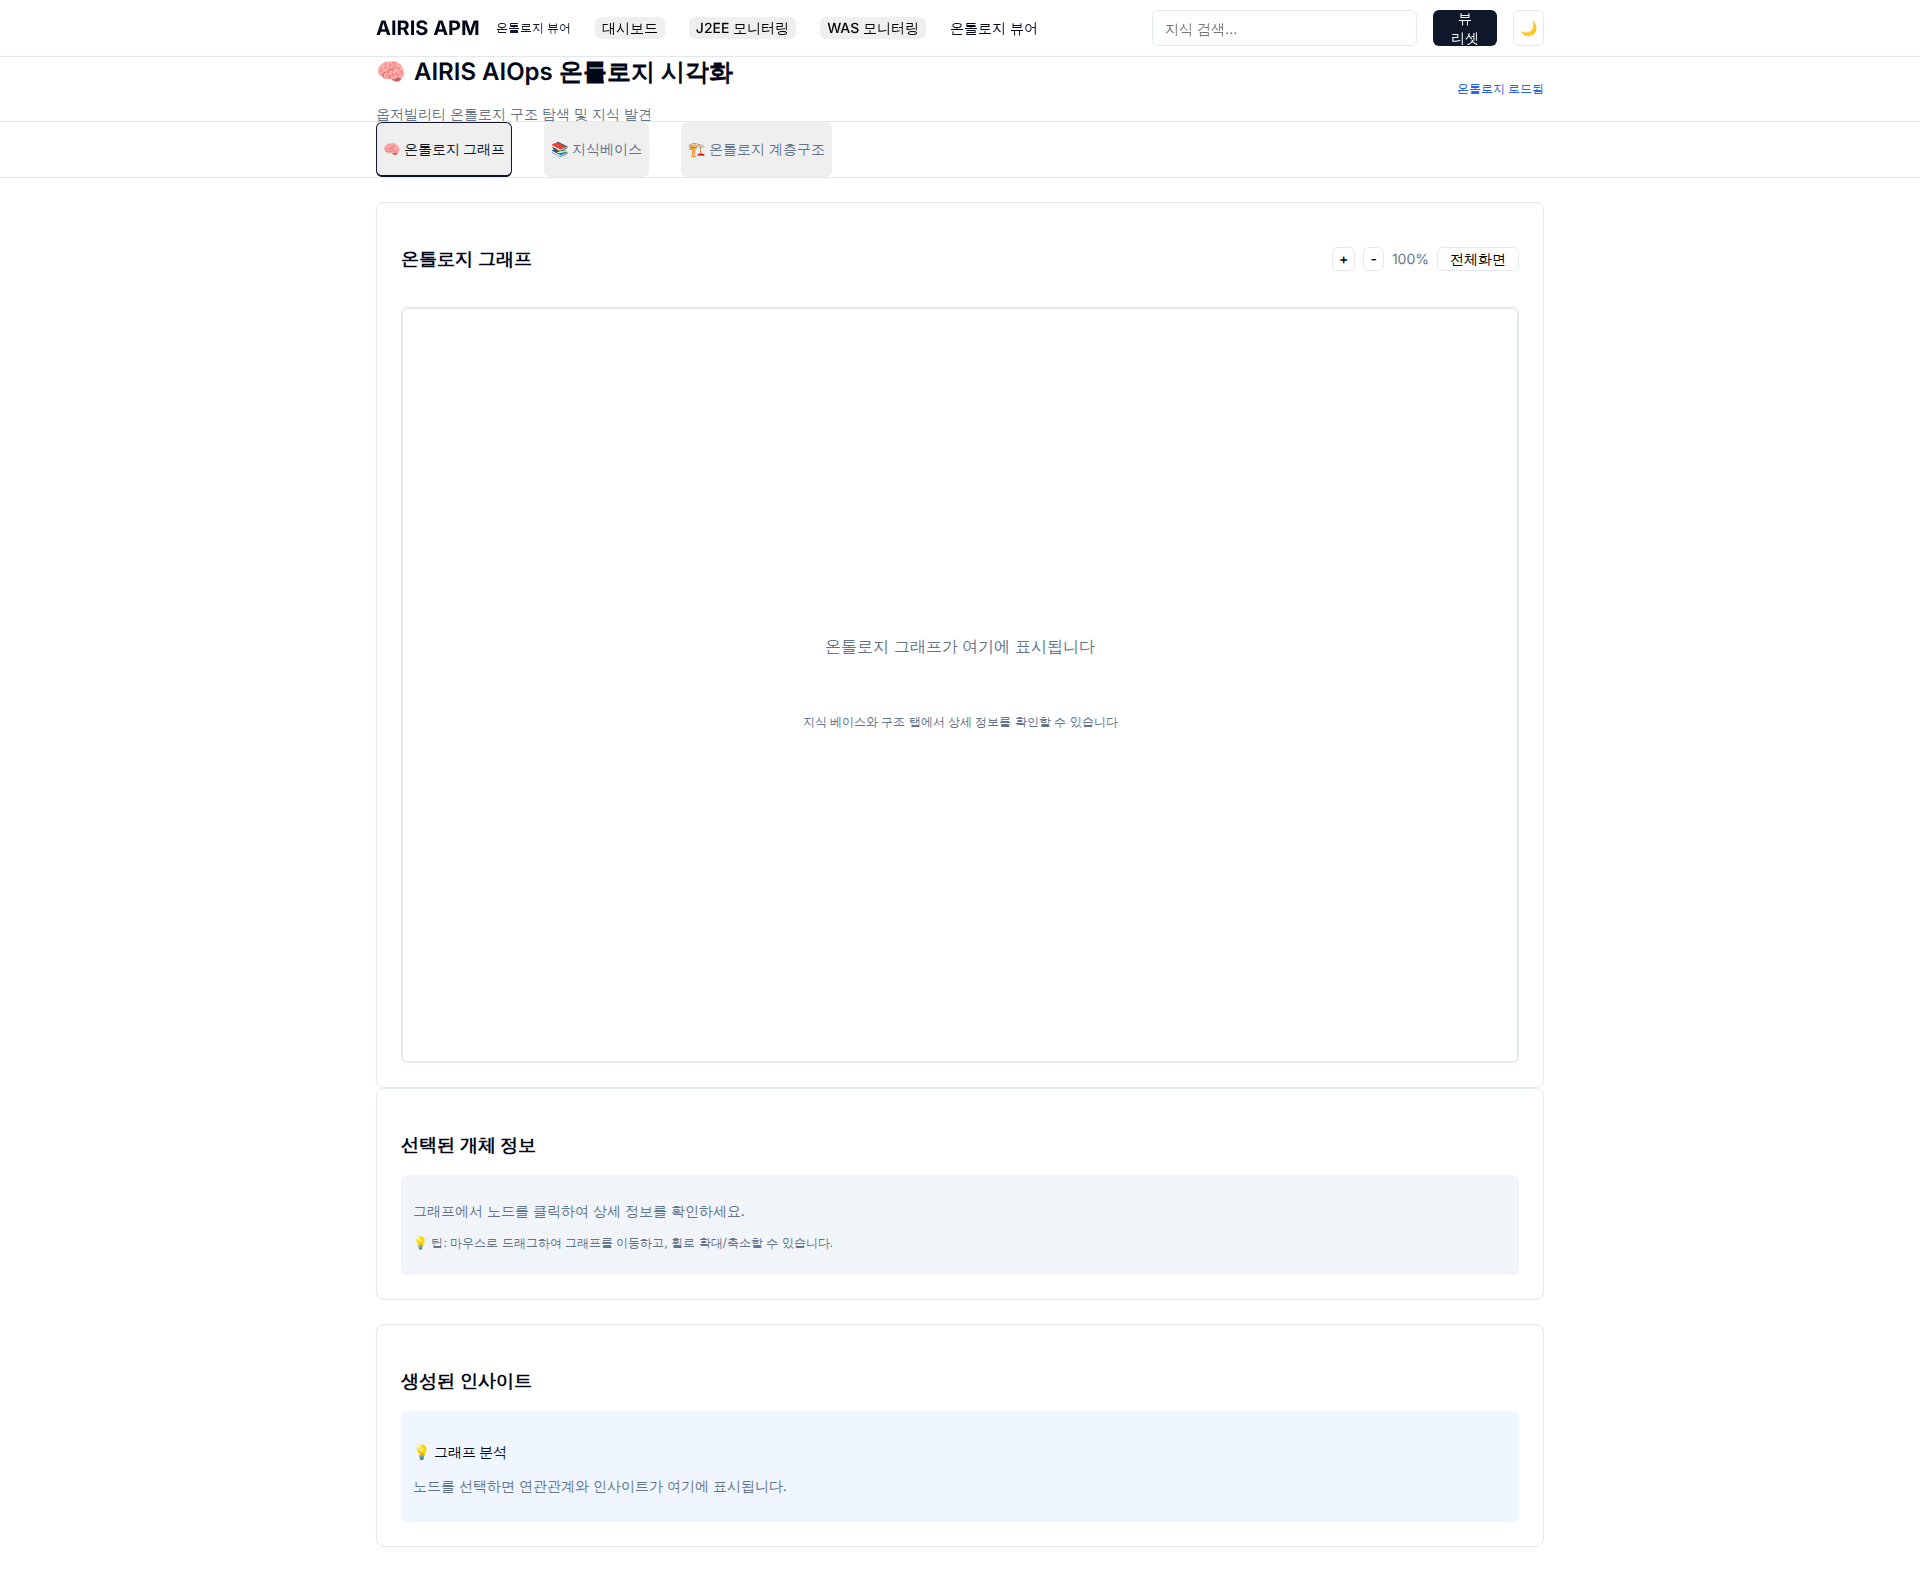 AIRIS APM 온톨로지 뷰어 대시보드 J2EE 모니터링 WAS 모니터링 온톨로지 뷰어 지식 검색... 뷰
리셋
🧠 AIRIS AIOps 온톨로지 시각화
온톨로지 로드됨
옵저빌리티 온톨로지 구조 탐색 및 지식 발견
🧠 온톨로지 그래프 📚 지식베이스 🏗️ 온톨로지 계층구조
온톨로지 그래프 + - 100% 전체화면
온톨로지 그래프가 여기에 표시됩니다
지식 베이스와 구조 탭에서 상세 정보를 확인할 수 있습니다
선택된 개체 정보
그래프에서 노드를 클릭하여 상세 정보를 확인하세요.
💡 팁: 마우스로 드래그하여 그래프를 이동하고, 휠로 확대/축소할 수 있습니다.
생성된 인사이트
💡 그래프 분석
노드를 선택하면 연관관계와 인사이트가 여기에 표시됩니다.